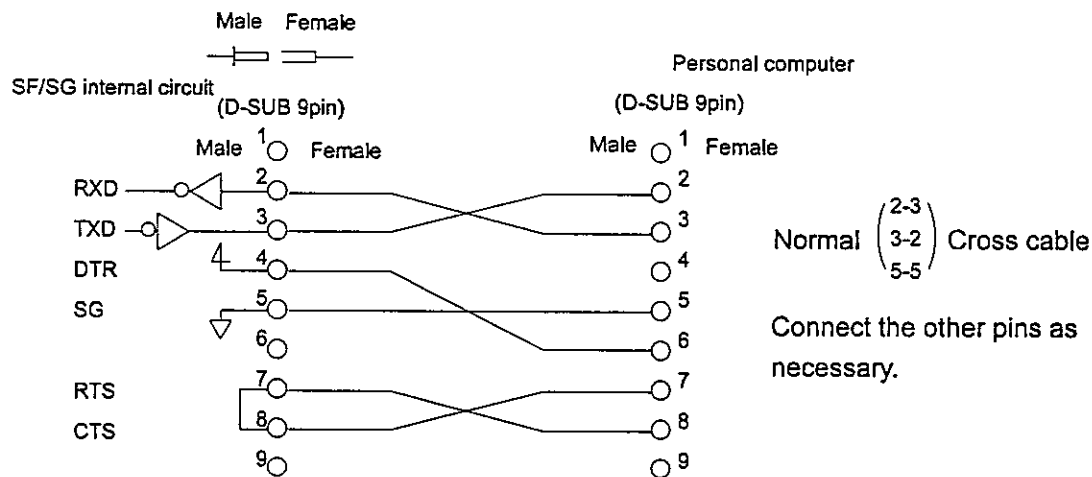 Male Female
Personal computer
SF/SG internal circuit
(D-SUB 9pin)
(D-SUB 9pin)
Male 1 Female
Male 1 Female
RXD 2 2
TXD 3 3
DTR 4 4
SG 5 5
6 6
RTS 7 7
CTS 8 8
9 9
2-3
Normal 3-2 Cross cable
5-5
Connect the other pins as
necessary.